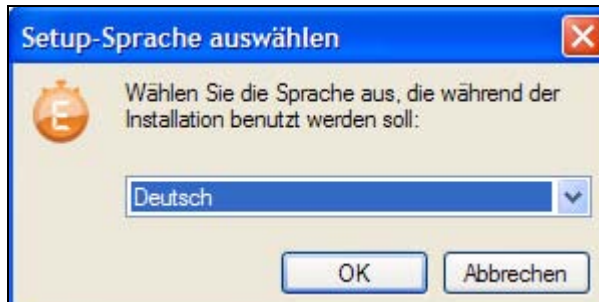 Setup-Sprache auswählen
E
Wählen Sie die Sprache aus, die während der
Installation benutzt werden soll:
Deutsch
OK
Abbrechen